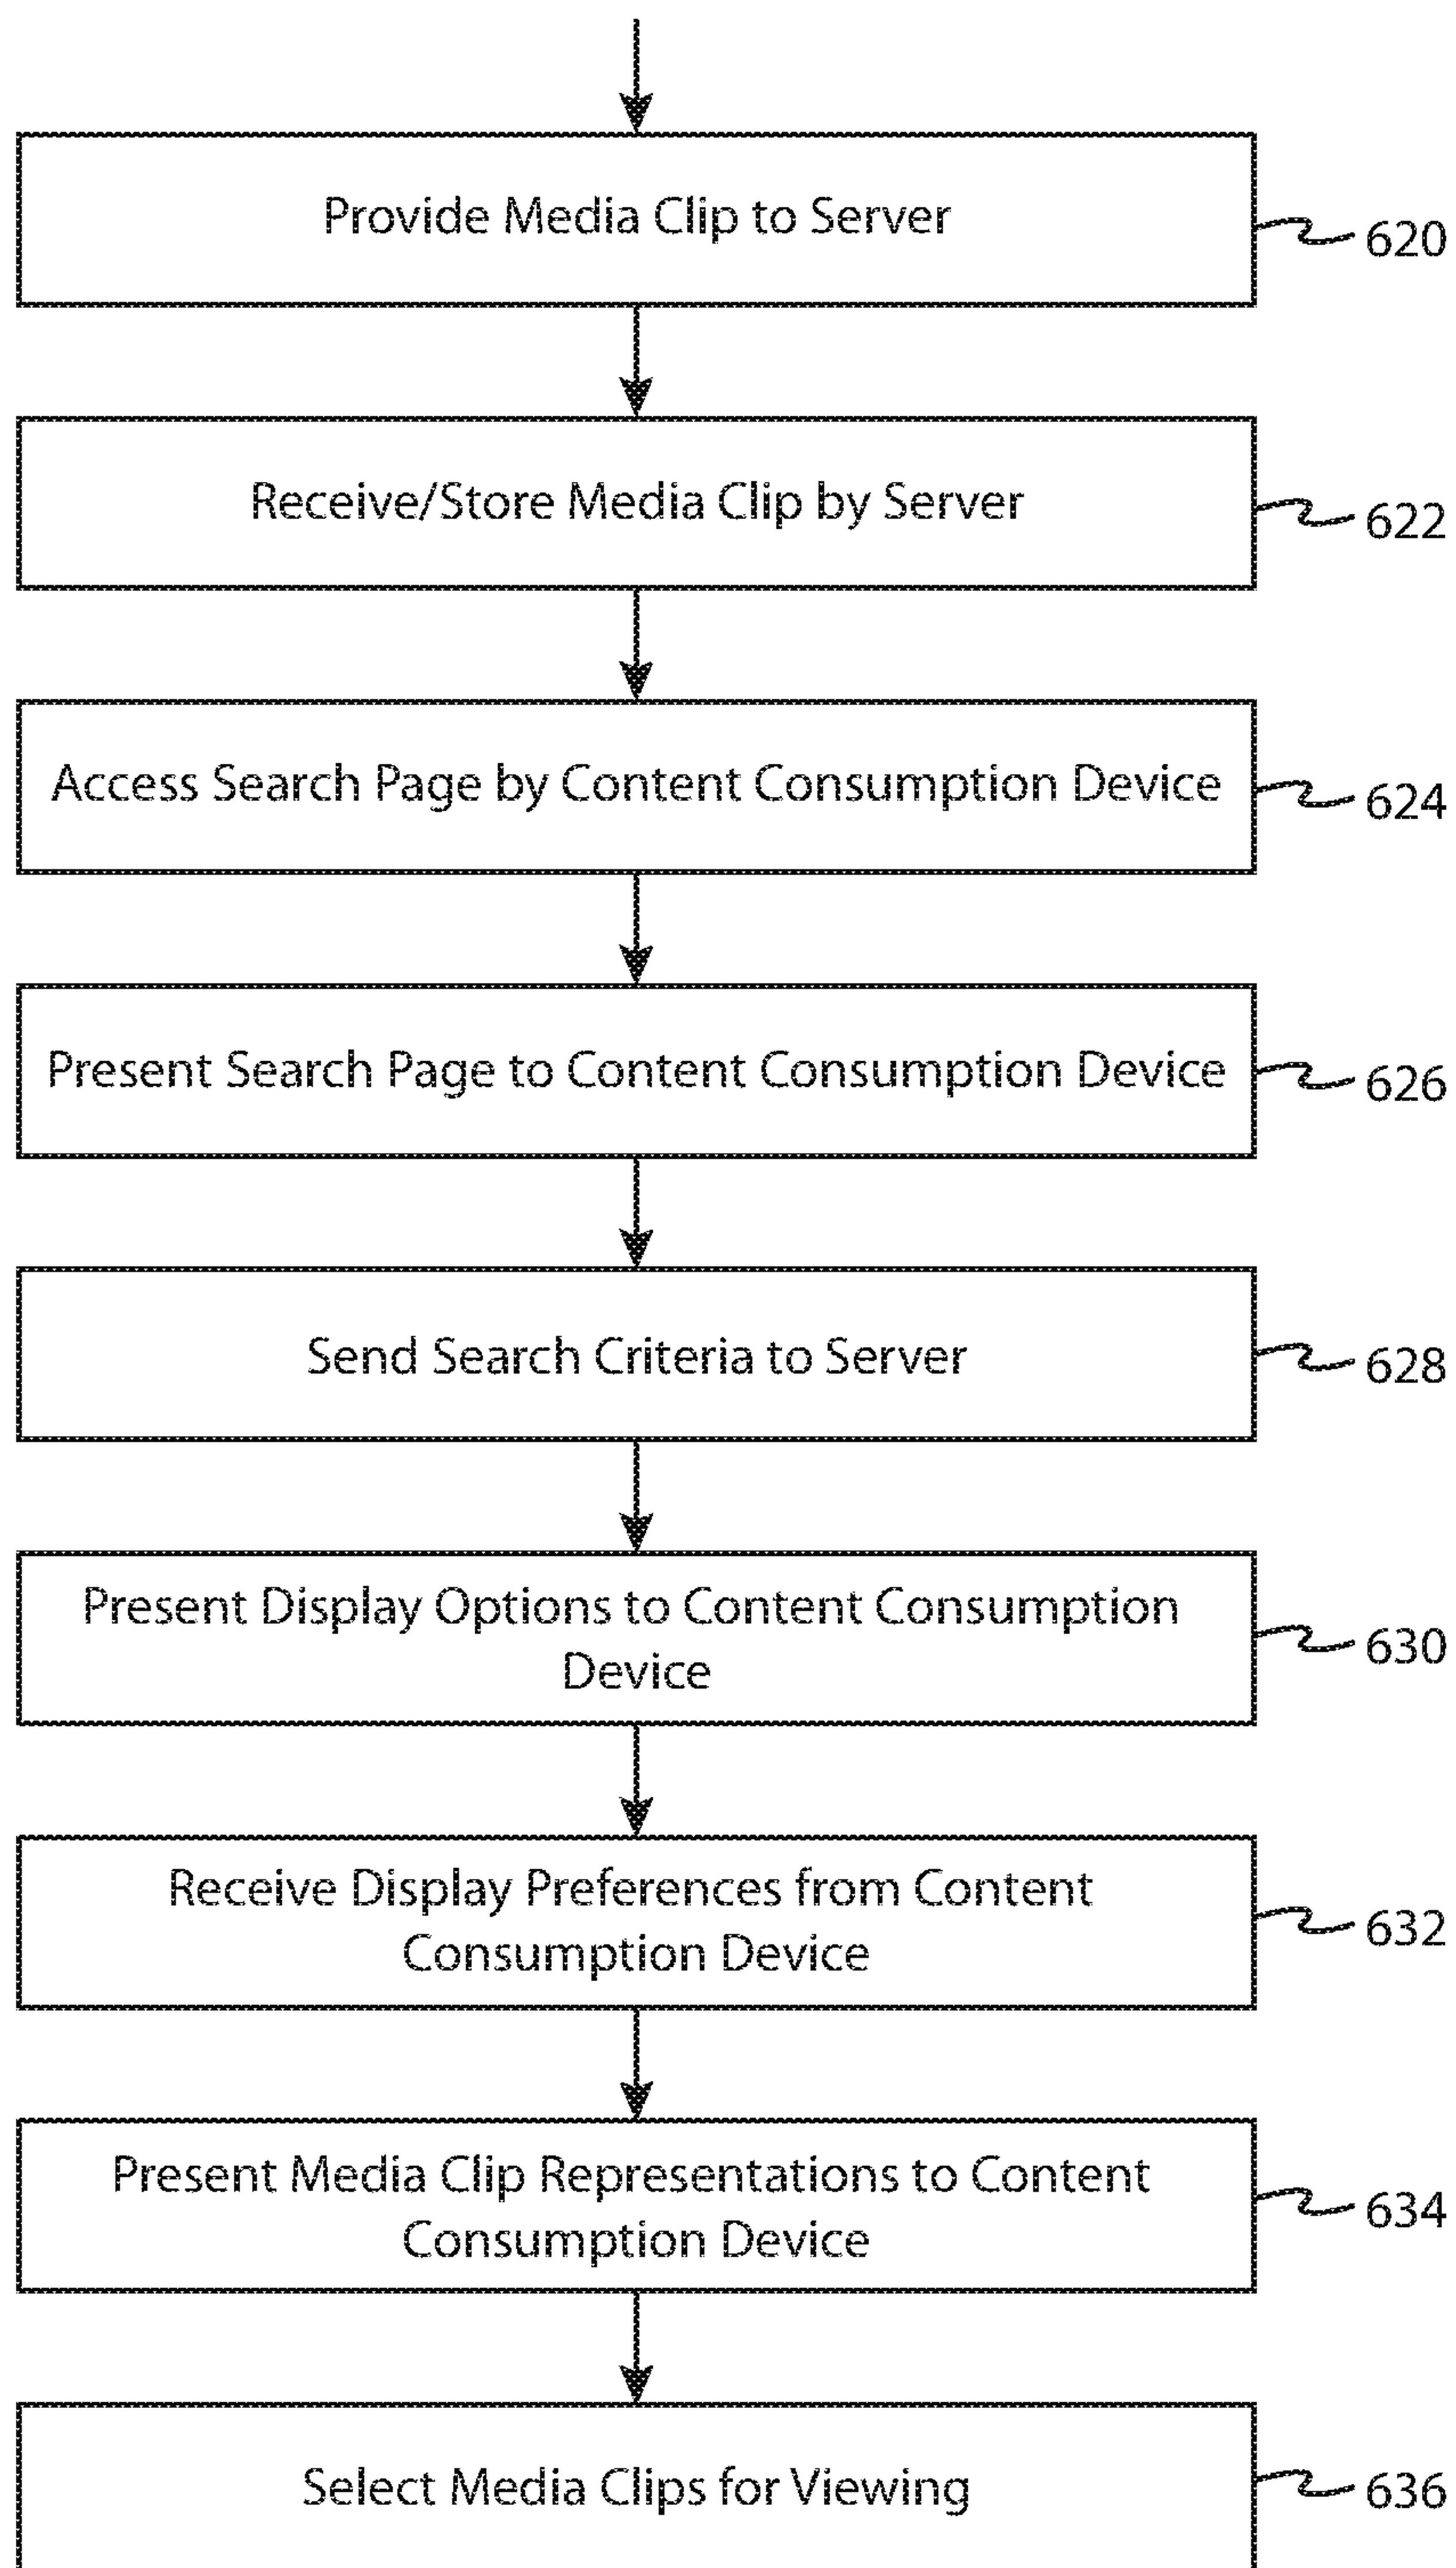 Provide Media Clip to Server
620
Receive/Store Media Clip by Server
622
Access Search Page by Content Consumption Device
624
Present Search Page to Content Consumption Device
626
Send Search Criteria to Server
628
Present Display Options to Content Consumption
Device
630
Receive Display Preferences from Content
Consumption Device
632
Present Media Clip Representations to Content
Consumption Device
634
Select Media Clips for Viewing
636